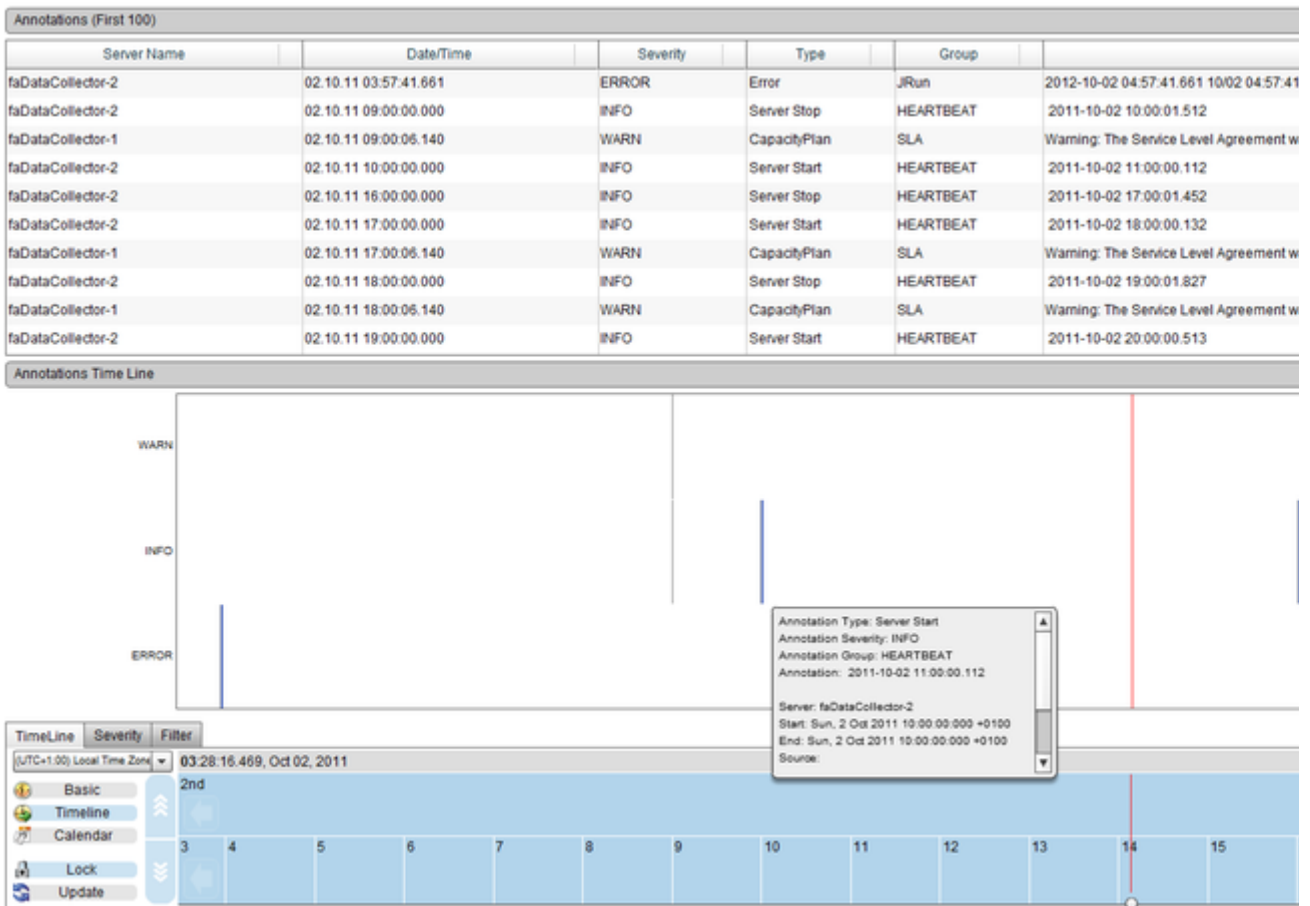 Annotations (First 100)
Server Name Date/Time Severity Type Group
faDataCollector-2 02.10.11 03:57:41.661 ERROR Error JRun 2012-10-02 04:57:41.661 10/02 04:57:41
faDataCollector-2 02.10.11 09:00:00.000 INFO Server Stop HEARTBEAT 2011-10-02 10:00:01.512
faDataCollector-1 02.10.11 09:00:06.140 WARN CapacityPlan SLA Warning: The Service Level Agreement w
faDataCollector-2 02.10.11 10:00:00.000 INFO Server Start HEARTBEAT 2011-10-02 11:00:00.112
faDataCollector-2 02.10.11 16:00:00.000 INFO Server Stop HEARTBEAT 2011-10-02 17:00:01.452
faDataCollector-2 02.10.11 17:00:00.000 INFO Server Start HEARTBEAT 2011-10-02 18:00:00.132
faDataCollector-1 02.10.11 17:00:06.140 WARN CapacityPlan SLA Warning: The Service Level Agreement w
faDataCollector-2 02.10.11 18:00:00.000 INFO Server Stop HEARTBEAT 2011-10-02 19:00:01.827
faDataCollector-1 02.10.11 18:00:06.140 WARN CapacityPlan SLA Warning: The Service Level Agreement w
faDataCollector-2 02.10.11 19:00:00.000 INFO Server Start HEARTBEAT 2011-10-02 20:00:00.513
Annotations Time Line
WARN
INFO
ERROR
Annotation Type: Server Start
Annotation Severity: INFO
Annotation Group: HEARTBEAT
Annotation: 2011-10-02 11:00:00.112
Server: faDataCollector-2
Start: Sun, 2 Oct 2011 10:00:00:000 +0100
End: Sun, 2 Oct 2011 10:00:00:000 +0100
Source:
TimeLine Severity Filter
(UTC+1:00) Local Time Zone 03:28:16.469, Oct 02, 2011
Basic
Timeline
Calendar
Lock
Update
2nd
3 4 5 6 7 8 9 10 11 12 13 14 15